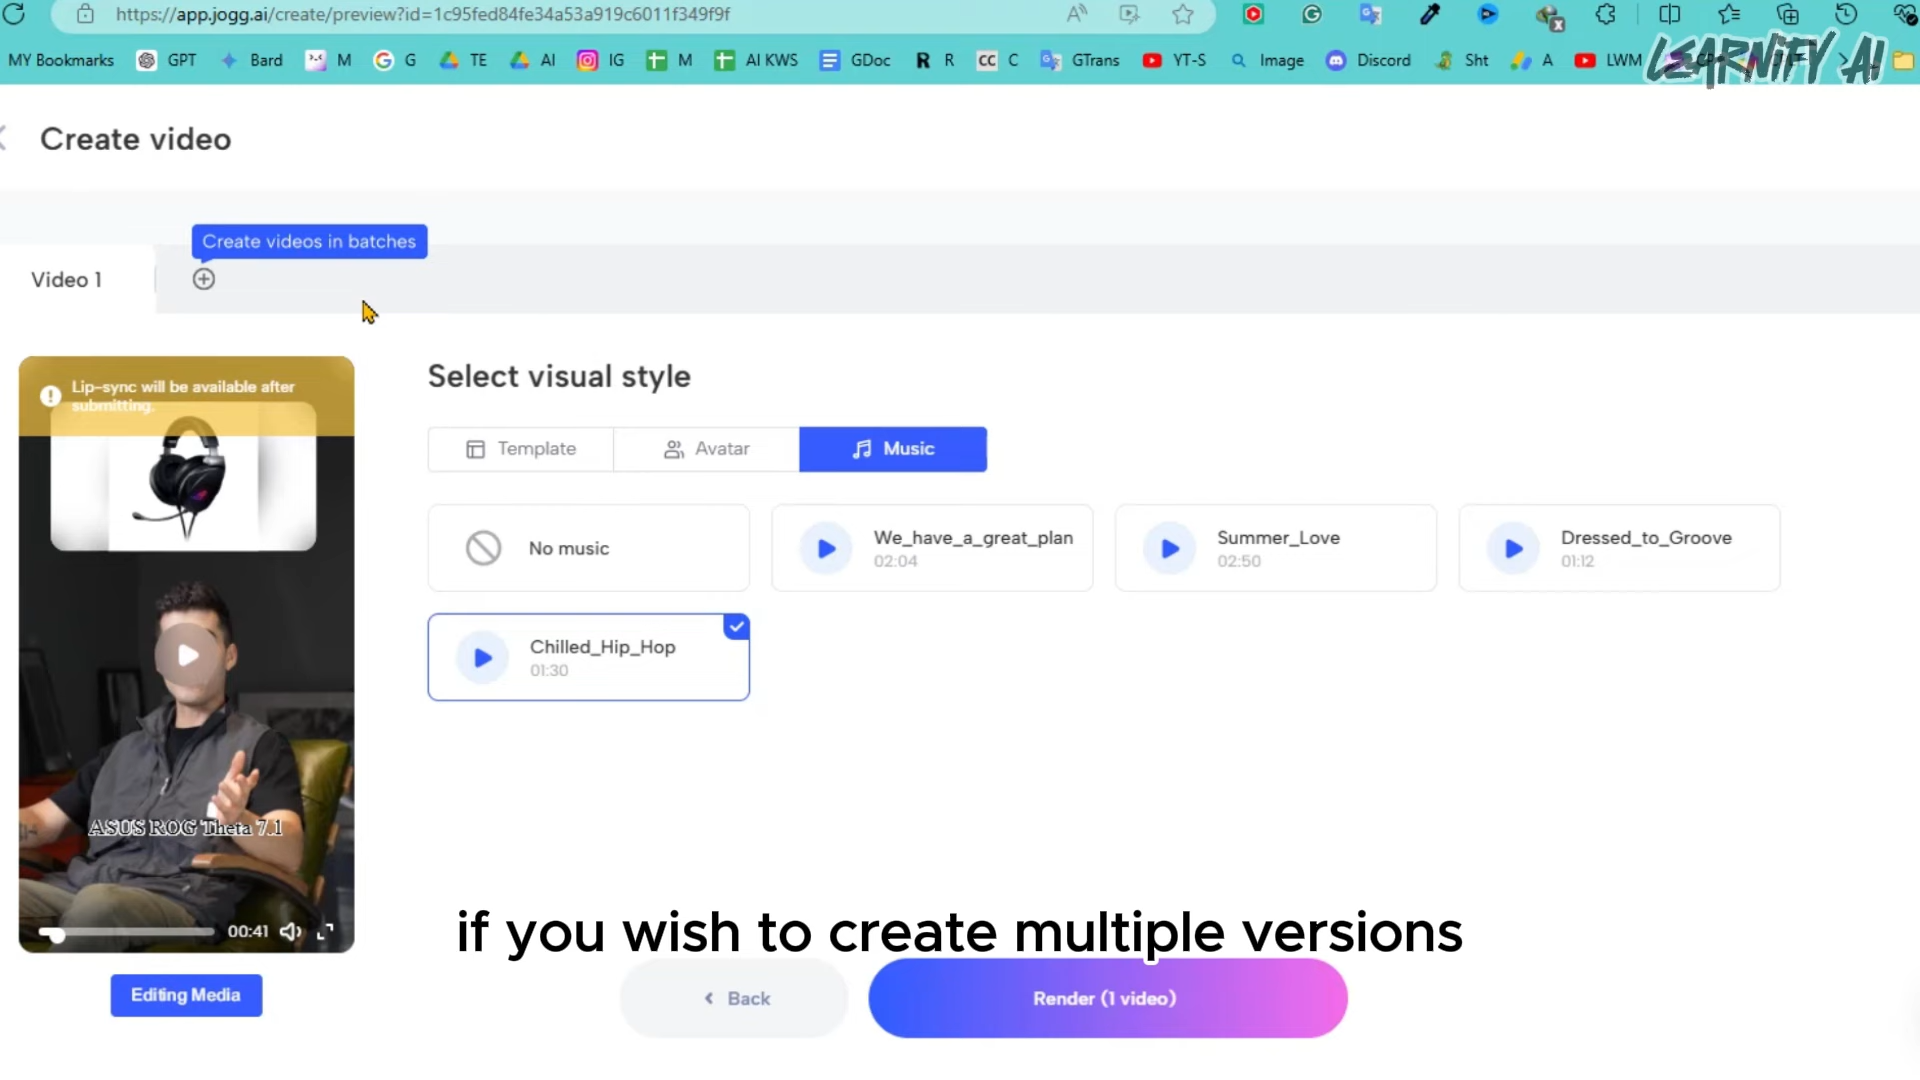 https://app.jogg.ai/create/preview?id=1c95fed84fe34a53a919c6011f349f9f
MY Bookmarks GPT Bard M G TE AI IG M AI KWS GDoc R R CC C GTrans YT-S Image Discord Sht A LWM
LEARNIFY AI
Create video
Create videos in batches
Video 1
Lip-sync will be available after
submitting.
Select visual style
Template Avatar Music
No music
We_have_a_great_plan
02:04
Summer_Love
02:50
Dressed_to_Groove
01:12
Chilled_Hip_Hop
01:30
ASUS ROG Theta 7.1
00:41
if you wish to create multiple versions
Editing Media
Back
Render (1 video)